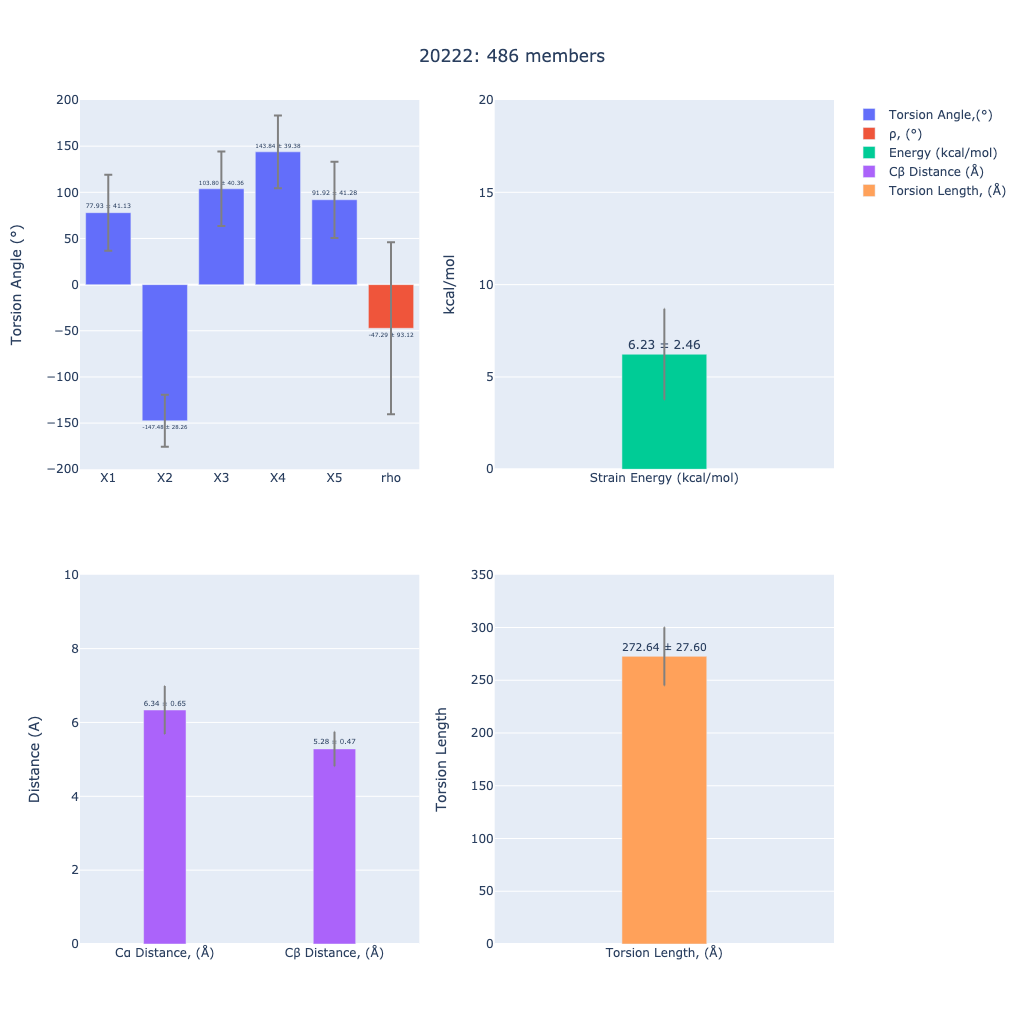 20222: 486 members
200
150
100
50
0
−50
−100
−150
−200
Torsion Angle (°)
77.93 ± 41.13
-147.48 ± 28.26
103.80 ± 40.36
143.84 ± 39.38
91.92 ± 41.28
-47.29 ± 93.12
X1 X2 X3 X4 X5 rho
20
15
10
5
0
kcal/mol
6.23 ± 2.46
Strain Energy (kcal/mol)
Torsion Angle,(°)
ρ, (°)
Energy (kcal/mol)
Cβ Distance (Å)
Torsion Length, (Å)
10
8
6
4
2
0
Distance (A)
6.34 ± 0.65
5.28 ± 0.47
Cα Distance, (Å) Cβ Distance, (Å)
350
300
250
200
150
100
50
0
Torsion Length
272.64 ± 27.60
Torsion Length, (Å)